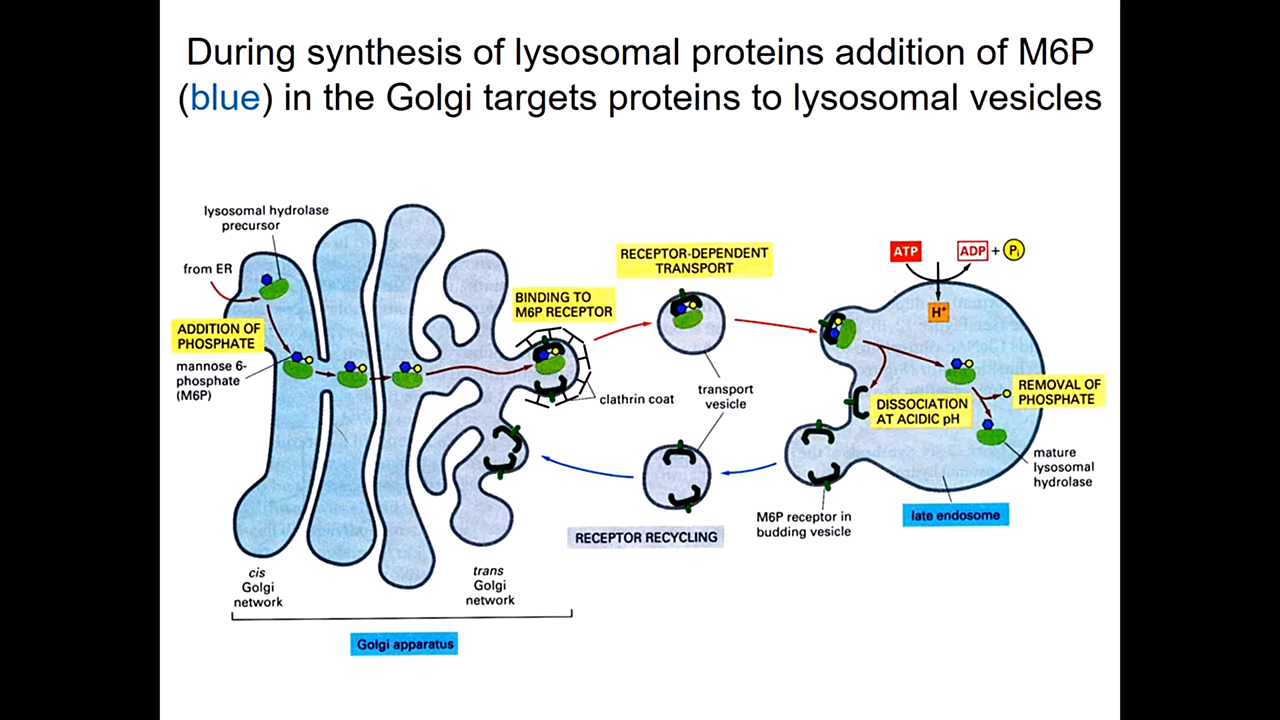 During synthesis of lysosomal proteins addition of M6P
(blue) in the Golgi targets proteins to lysosomal vesicles
lysosomal hydrolase
precursor
from ER
ADDITION OF
PHOSPHATE
mannose 6-
phosphate
(M6P)
BINDING TO
M6P RECEPTOR
clathrin coat
RECEPTOR-DEPENDENT
TRANSPORT
transport
vesicle
ATP
ADP + Pi
H+
DISSOCIATION
AT ACIDIC pH
REMOVAL OF
PHOSPHATE
mature
lysosomal
hydrolase
late endosome
M6P receptor in
budding vesicle
RECEPTOR RECYCLING
cis
Golgi
network
trans
Golgi
network
Golgi apparatus